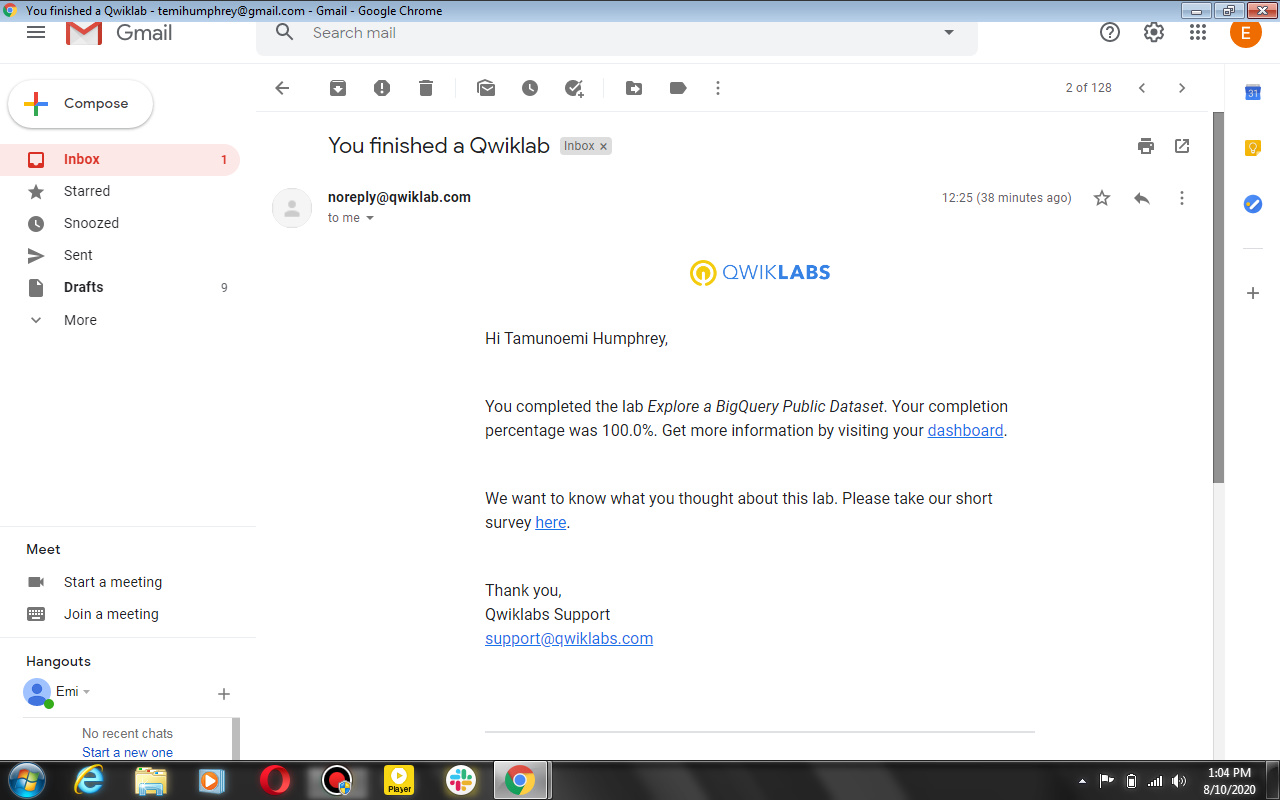 You finished a Qwiklab - temihumphrey@gmail.com - Gmail - Google Chrome
Gmail
Search mail
E
Compose
2 of 128
31
Inbox 1
Starred
Snoozed
Sent
Drafts 9
More
You finished a Qwiklab Inbox x
noreply@qwiklab.com 12:25 (38 minutes ago)
to me
QWIKLABS
Hi Tamunoemi Humphrey,
You completed the lab Explore a BigQuery Public Dataset. Your completion
percentage was 100.0%. Get more information by visiting your dashboard.
We want to know what you thought about this lab. Please take our short
survey here.
Thank you,
Qwiklabs Support
support@qwiklabs.com
Meet
Start a meeting
Join a meeting
Hangouts
Emi
No recent chats
Start a new one
Player
1:04 PM
8/10/2020